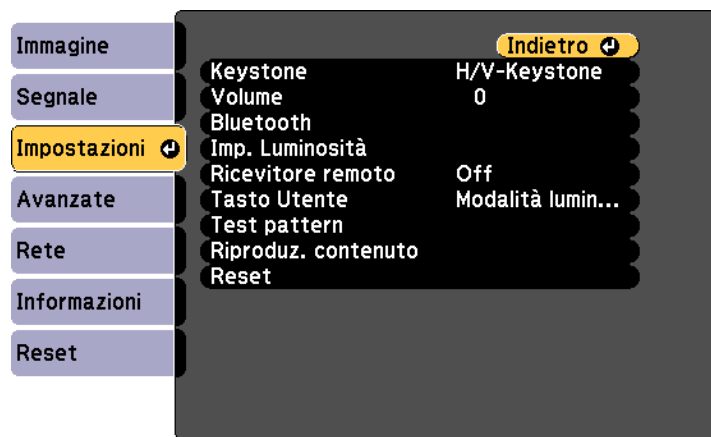 Immagine
Segnale
Impostazioni
Avanzate
Rete
Informazioni
Reset
Indietro
Keystone H/V-Keystone
Volume 0
Bluetooth
Imp. Luminosità
Ricevitore remoto Off
Tasto Utente Modalità lumin...
Test pattern
Riproduz. contenuto
Reset